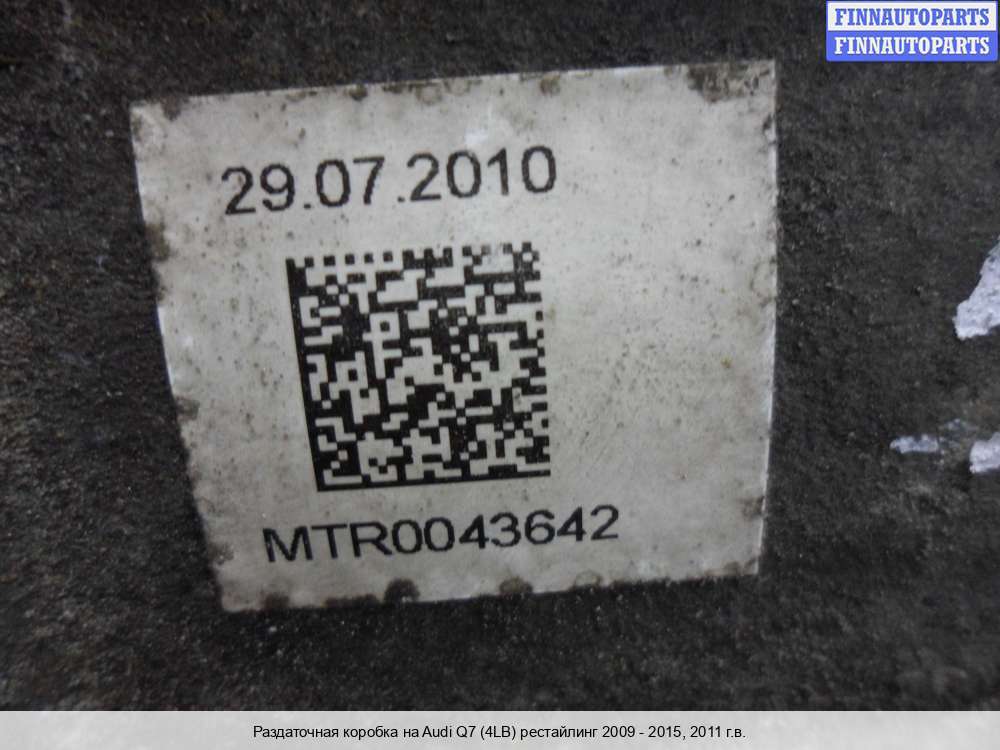 FINNAUTOPARTS
FINNAUTOPARTS
29.07.2010
MTR0043642
Раздаточная коробка на Audi Q7 (4LB) рестайлинг 2009 - 2015, 2011 г.в.